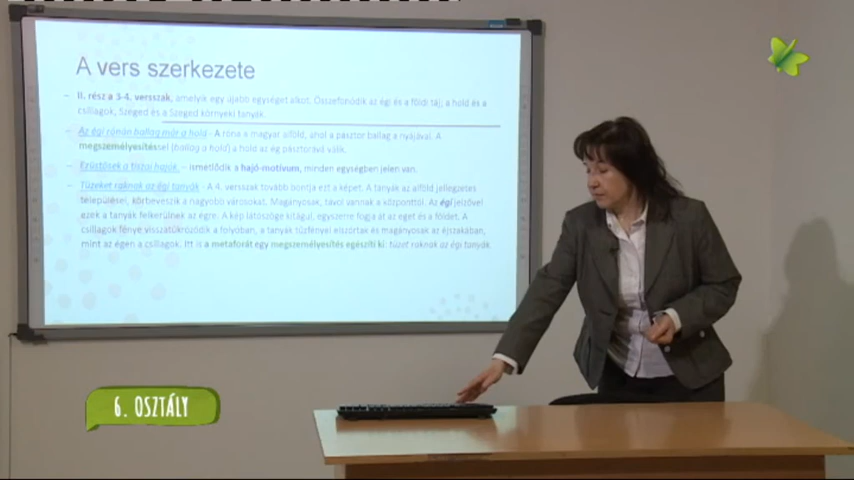 A vers szerkezete
– II. rész a 3-4. versszak, amelyik egy újabb egységet alkot. Összefonódik az égi és a földi táj; a hold és a
csillagok, Szeged és a Szeged környéki tanyák.
– Az égi rónán ballag már a hold - A róna a magyar alföld, ahol a pásztor ballag a nyájával. A
megszemélyesítéssel (ballag a hold) a hold az ég pásztorává válik.
– Ezüstösek a tiszai hajók, – ismétlődik a hajó-motívum, minden egységben jelen van.
– Tüzeket raknak az égi tanyák - A 4. versszak tovább bontja ezt a képet. A tanyák az alföld jellegzetes
települései, körbeveszik a nagyobb városokat. Magányosak, távol vannak a központtól. Az égi jelzővel
ezek a tanyák felkerülnek az égre. A kép látószöge kitágul, egyszerre fogja át az eget és a földet. A
csillagok fénye visszatükröződik a folyóban, a tanyák tűzfényei elszórtak és magányosak az éjszakában,
mint az égen a csillagok. Itt is a metaforát egy megszemélyesítés egészíti ki: tüzet raknak az égi tanyák.
6. OSZTÁLY